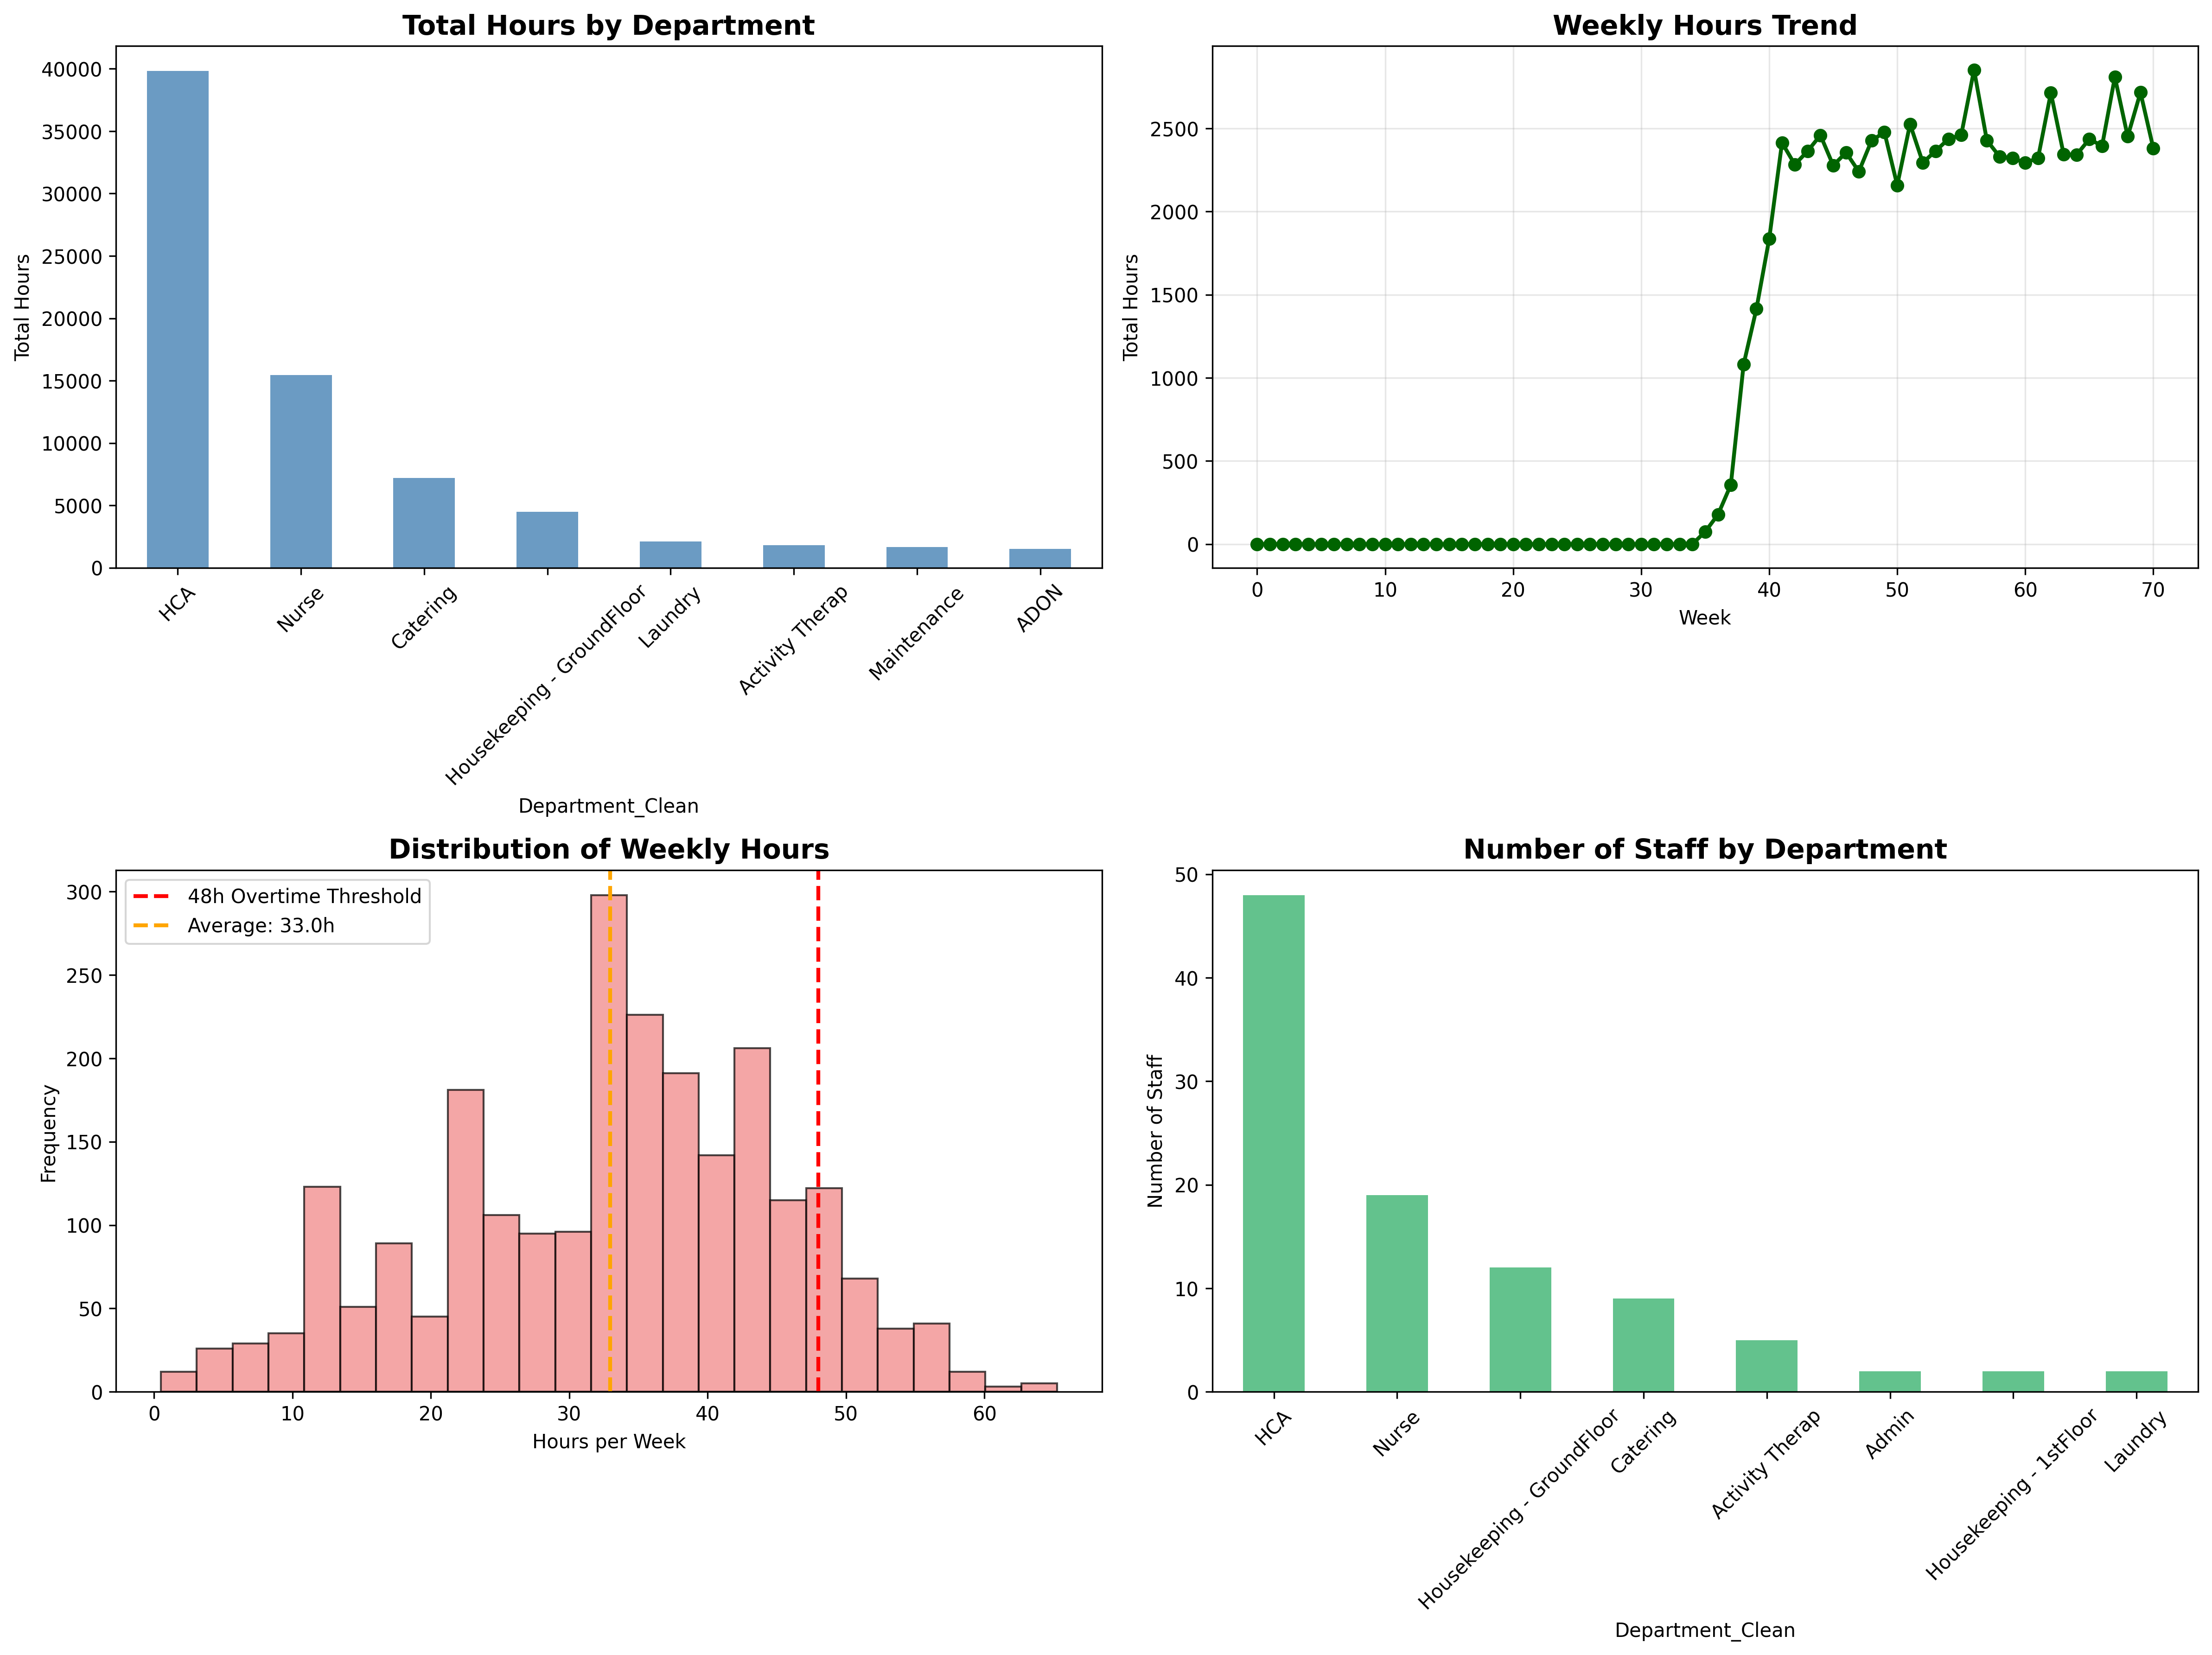 Total Hours by Department
Total Hours
40000
35000
30000
25000
20000
15000
10000
5000
0
HCA
Nurse
Catering
Housekeeping - GroundFloor
Laundry
Activity Therap
Maintenance
ADON
Department_Clean
Weekly Hours Trend
Total Hours
2500
2000
1500
1000
500
0
0 10 20 30 40 50 60 70
Week
Distribution of Weekly Hours
48h Overtime Threshold
Average: 33.0h
Frequency
300
250
200
150
100
50
0
0 10 20 30 40 50 60
Hours per Week
Number of Staff by Department
Number of Staff
50
40
30
20
10
0
HCA
Nurse
Housekeeping - GroundFloor
Catering
Activity Therap
Admin
Housekeeping - 1stFloor
Laundry
Department_Clean